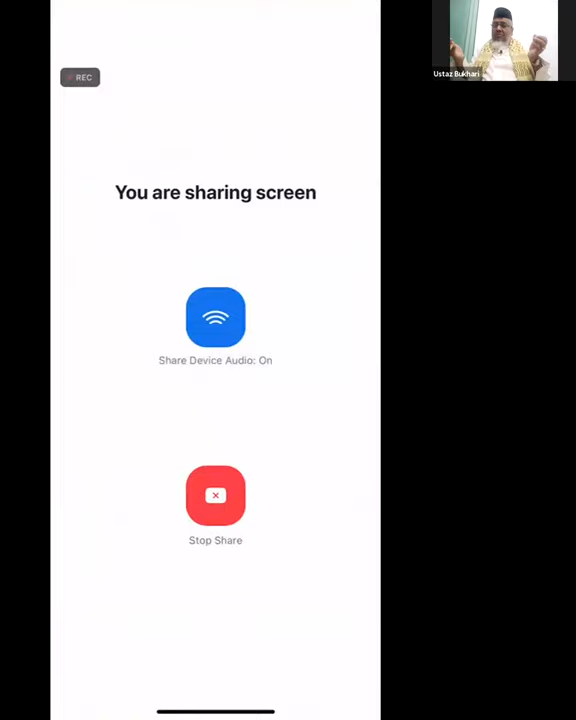 REC
Ustaz Bukhari
You are sharing screen
Share Device Audio: On
Stop Share